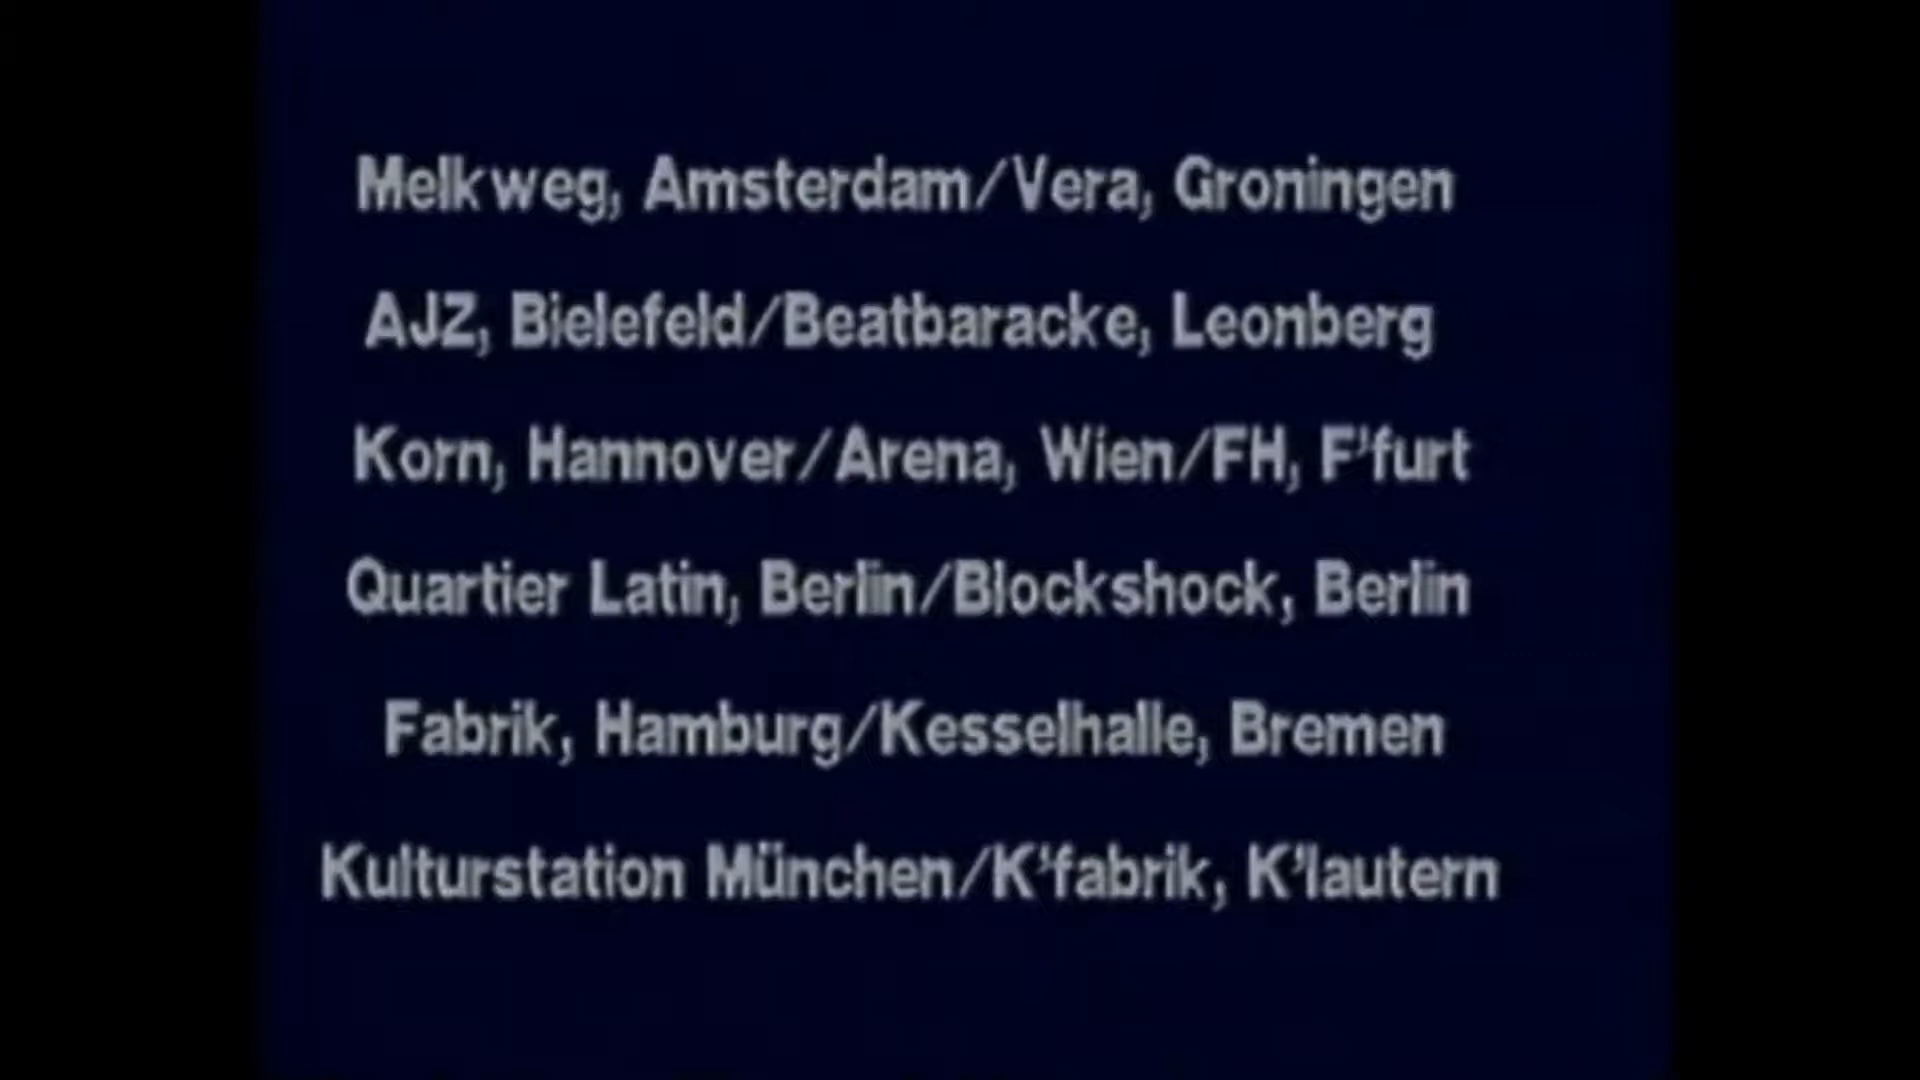 Melkweg, Amsterdam/Vera, Groningen
AJZ, Bielefeld/Beatbaracke, Leonberg
Korn, Hannover/Arena, Wien/FH, F'furt
Quartier Latin, Berlin/Blockshock, Berlin
Fabrik, Hamburg/Kesselhalle, Bremen
Kulturstation München/K'fabrik, K'lautern